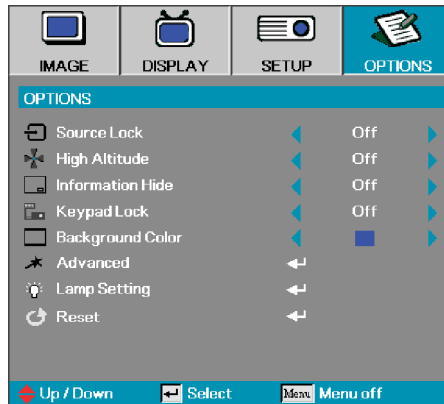 IMAGE DISPLAY SETUP OPTIONS
OPTIONS
Source Lock Off
High Altitude Off
Information Hide Off
Keypad Lock Off
Background Color
Advanced
Lamp Setting
Reset
Up / Down Select Menu Menu off